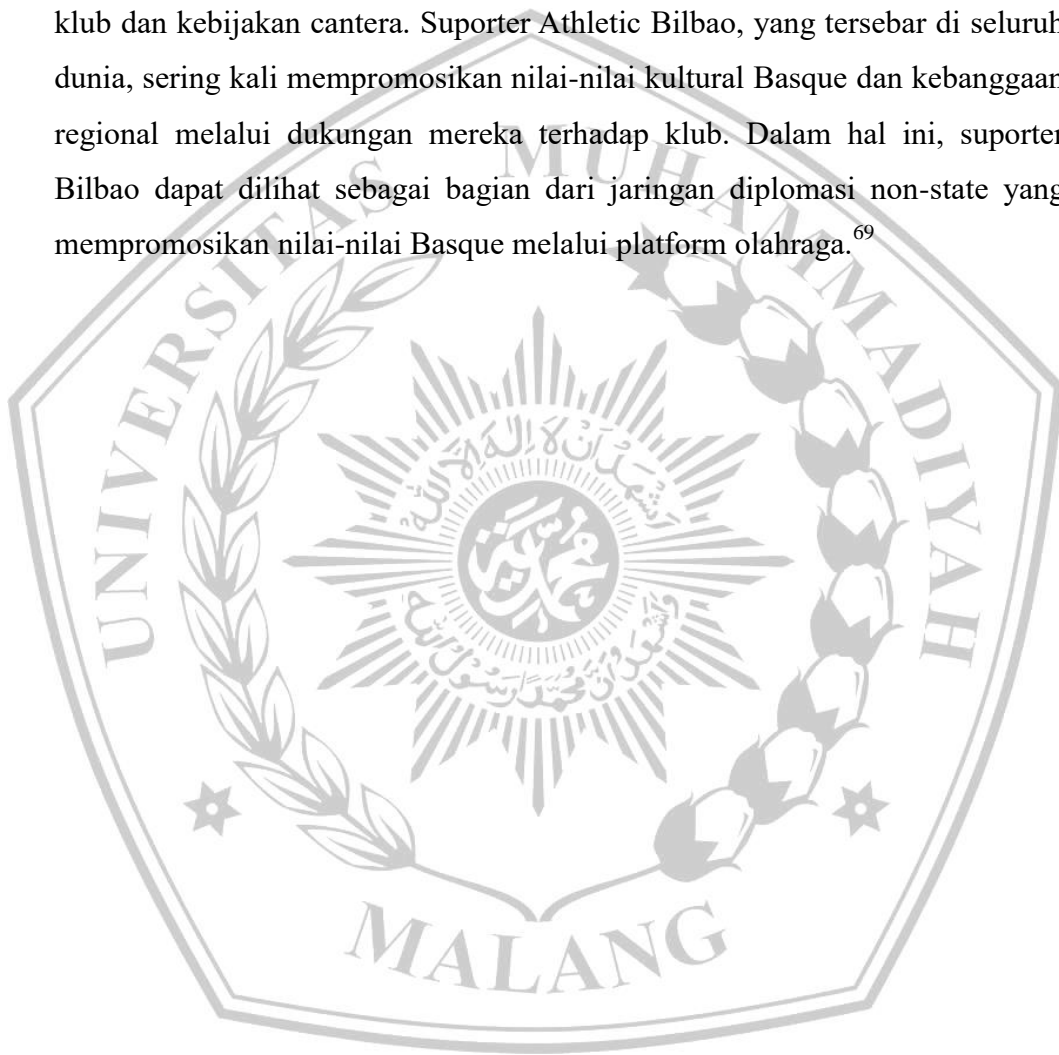 klub dan kebijakan cantera. Suporter Athletic Bilbao, yang tersebar di seluruh
dunia, sering kali mempromosikan nilai-nilai kultural Basque dan kebanggaan
regional melalui dukungan mereka terhadap klub. Dalam hal ini, suporter
Bilbao dapat dilihat sebagai bagian dari jaringan diplomasi non-state yang
mempromosikan nilai-nilai Basque melalui platform olahraga.⁶⁹
UNIVERSITAS MUHAMMADIYAH
MALANG